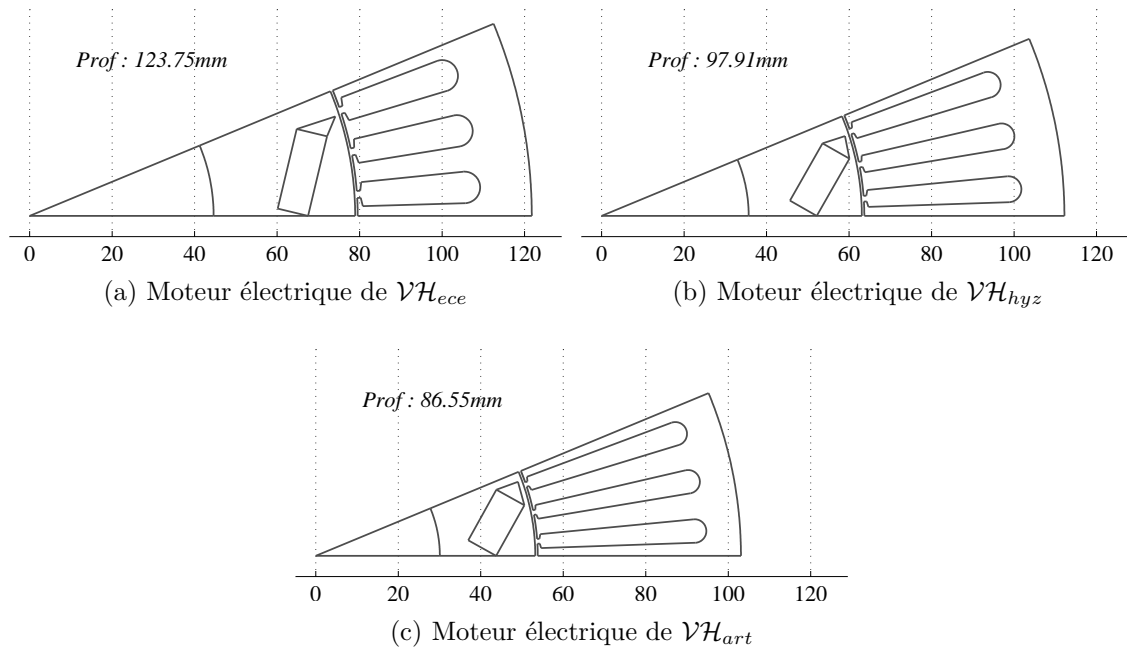 Prof : 123.75mm
0 20 40 60 80 100 120
(a) Moteur électrique de 𝒱ℋ_ece
Prof : 97.91mm
0 20 40 60 80 100 120
(b) Moteur électrique de 𝒱ℋ_hyz
Prof : 86.55mm
0 20 40 60 80 100 120
(c) Moteur électrique de 𝒱ℋ_art